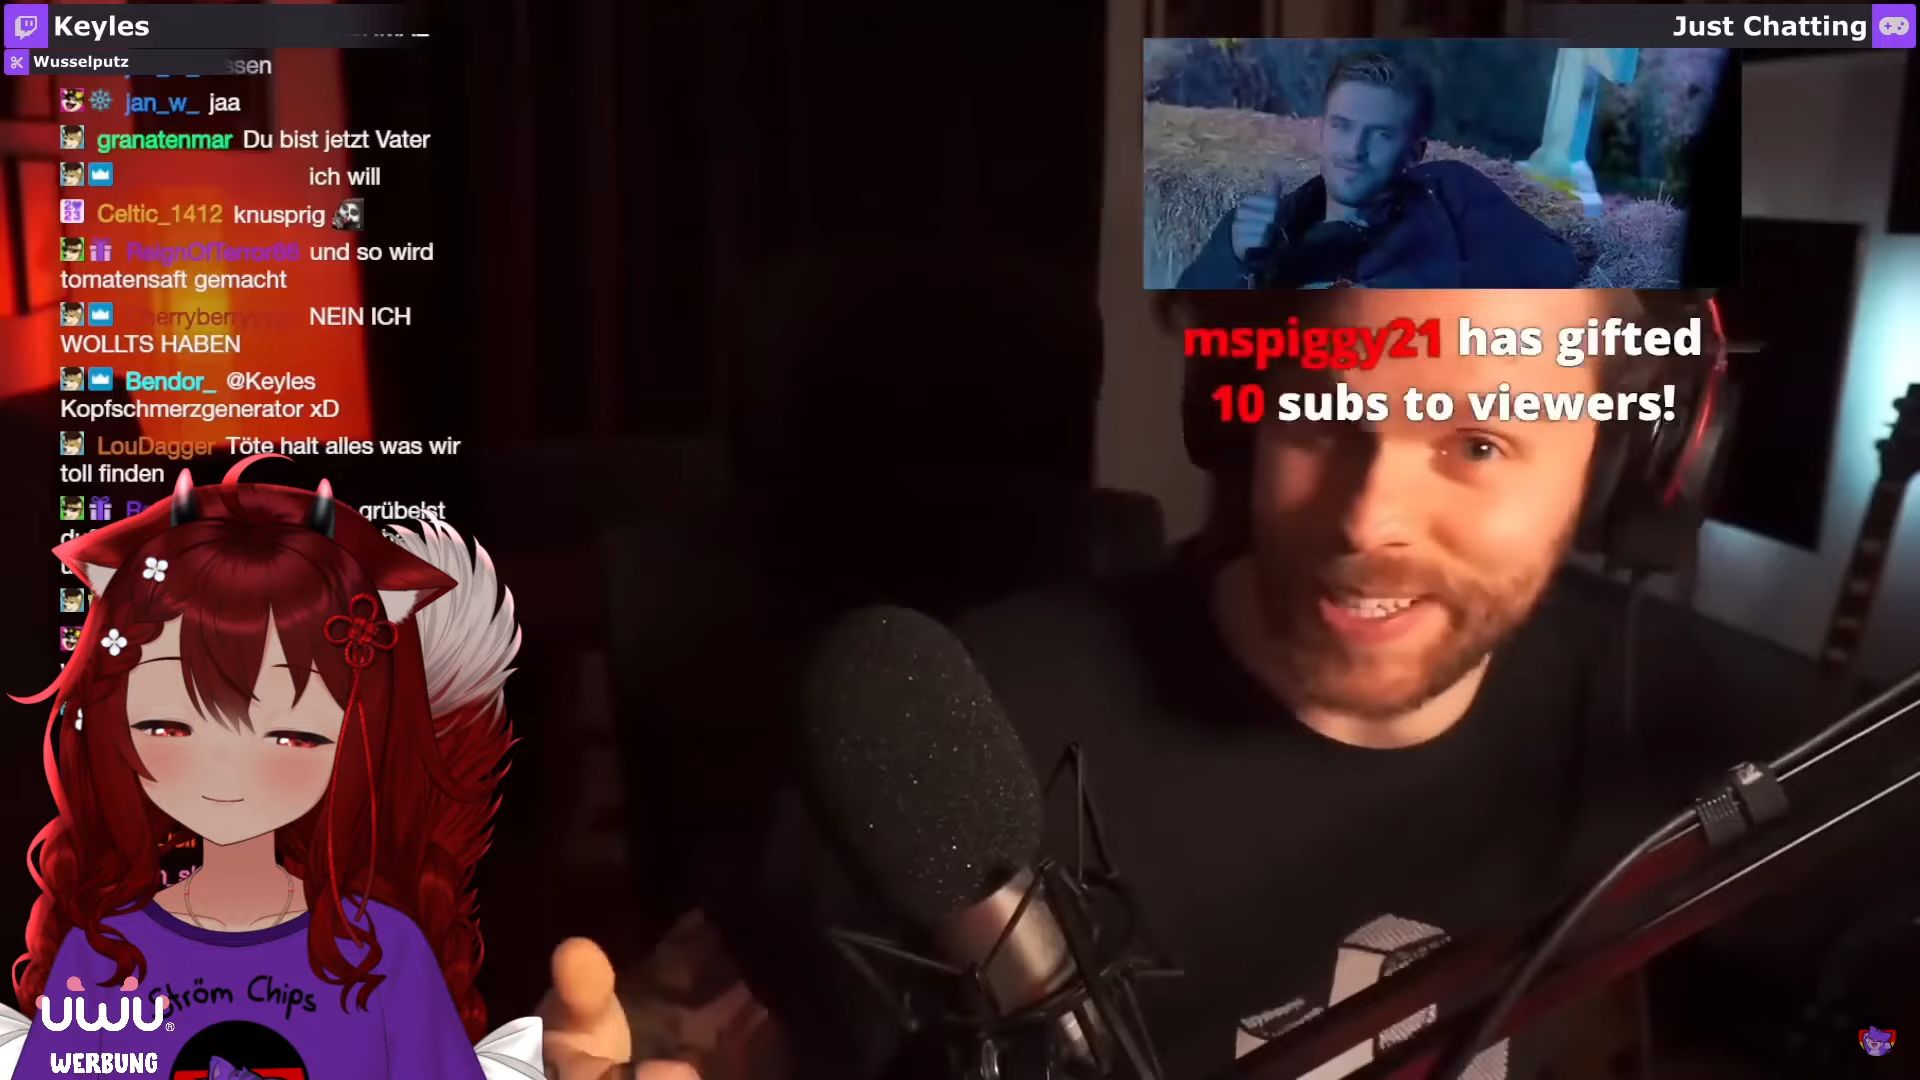 Keyles
Just Chatting
Wusselputz
jan_w_ jaa
granatenmar Du bist jetzt Vater
ich will
Celtic_1412 knusprig
ReignOfTerror86 und so wird
tomatensaft gemacht
NEIN ICH
WOLLTS HABEN
Bendor_ @Keyles
Kopfschmerzgenerator xD
LouDagger Töte halt alles was wir
toll finden
grübelst
mspiggy21 has gifted
10 subs to viewers!
Ström Chips
UWU®
WERBUNG